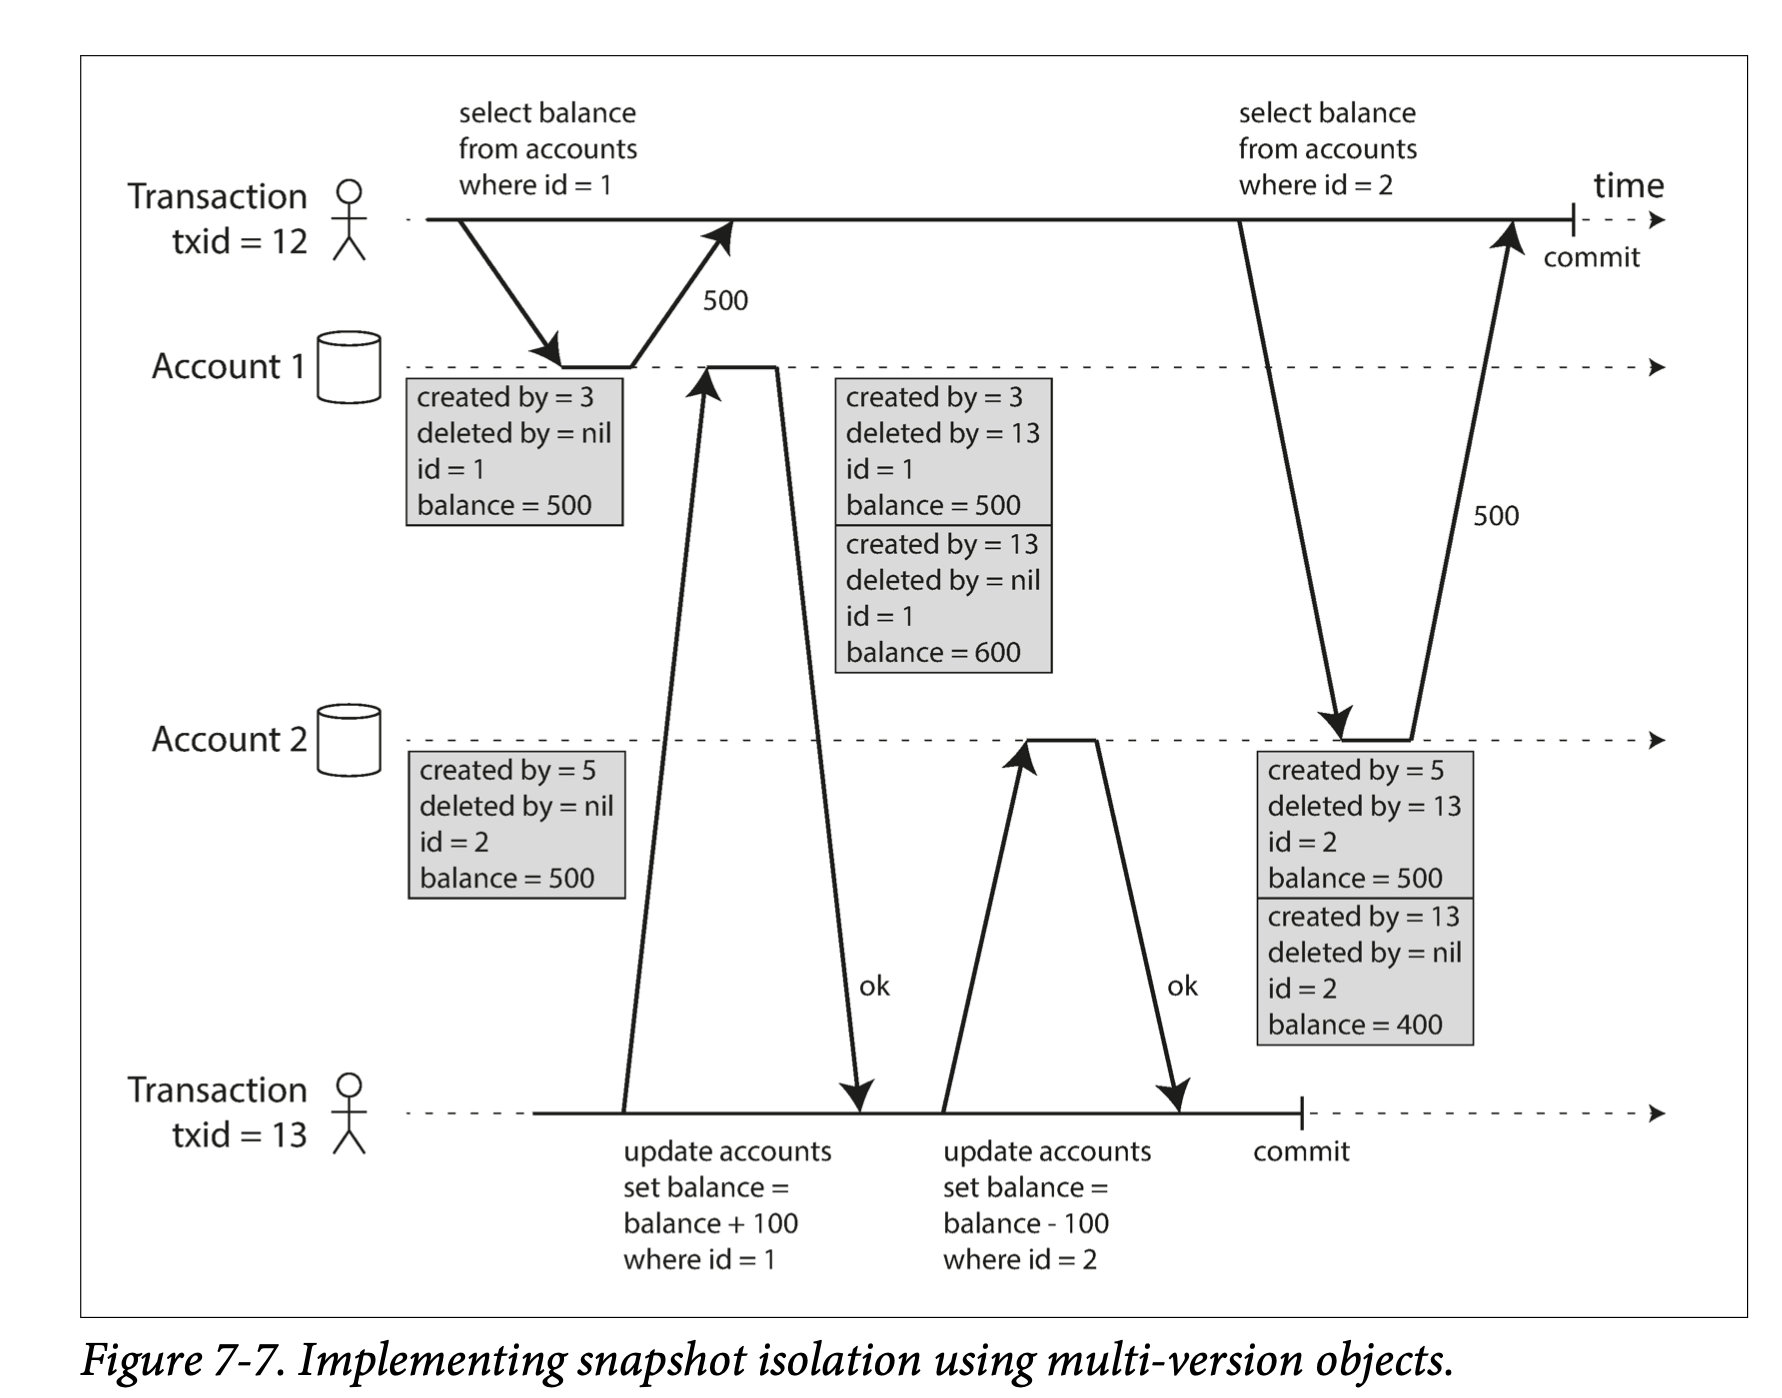 select balance
from accounts
where id = 1
select balance
from accounts
where id = 2
time
Transaction
txid = 12
commit
500
Account 1
created by = 3
deleted by = nil
id = 1
balance = 500
created by = 3
deleted by = 13
id = 1
balance = 500
created by = 13
deleted by = nil
id = 1
balance = 600
500
Account 2
created by = 5
deleted by = nil
id = 2
balance = 500
created by = 5
deleted by = 13
id = 2
balance = 500
created by = 13
deleted by = nil
id = 2
balance = 400
ok
ok
Transaction
txid = 13
commit
update accounts
set balance =
balance + 100
where id = 1
update accounts
set balance =
balance - 100
where id = 2
Figure 7-7. Implementing snapshot isolation using multi-version objects.